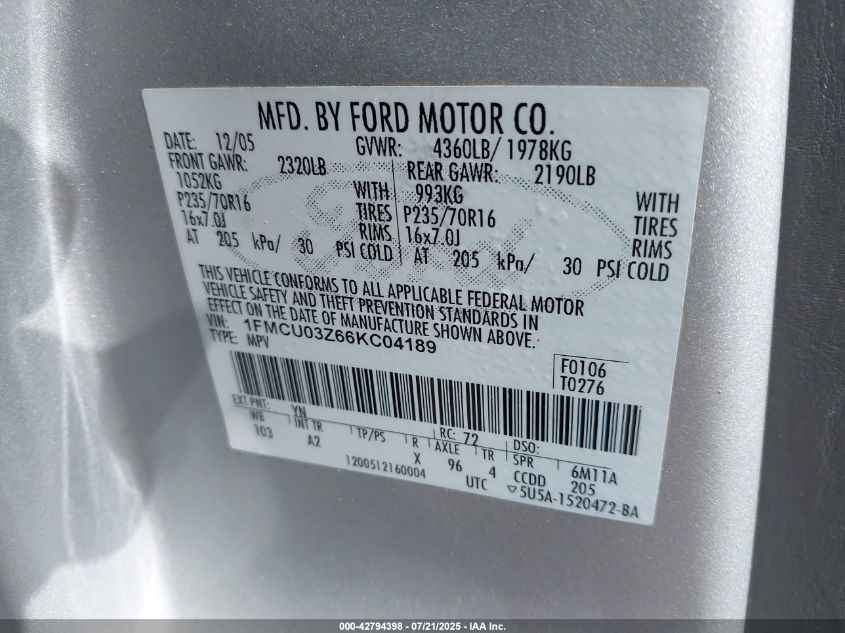 MFD. BY FORD MOTOR CO.
DATE: 12/05 GVWR: 4360LB/ 1978KG
FRONT GAWR: 2320LB REAR GAWR: 2190LB
1052KG WITH 993KG WITH
P235/70R16 TIRES P235/70R16 TIRES
16x7.0J RIMS 16x7.0J RIMS
AT 205 kPa/ 30 PSI COLD AT 205 kPa/ 30 PSI COLD
THIS VEHICLE CONFORMS TO ALL APPLICABLE FEDERAL MOTOR
VEHICLE SAFETY AND THEFT PREVENTION STANDARDS IN
EFFECT ON THE DATE OF MANUFACTURE SHOWN ABOVE.
VIN: 1FMCU03Z66KC04189
TYPE: MPV
F0106
T0276
EXT PNT: YN RC: 72 DSO:
WB INT TR TP/PS R AXLE TR SPR 6M11A
103 A2 X 96 4 CCDD 205
1200512160004 UTC ▽5U5A-1520472-BA
000-42794398 - 07/21/2025 - IAA Inc.